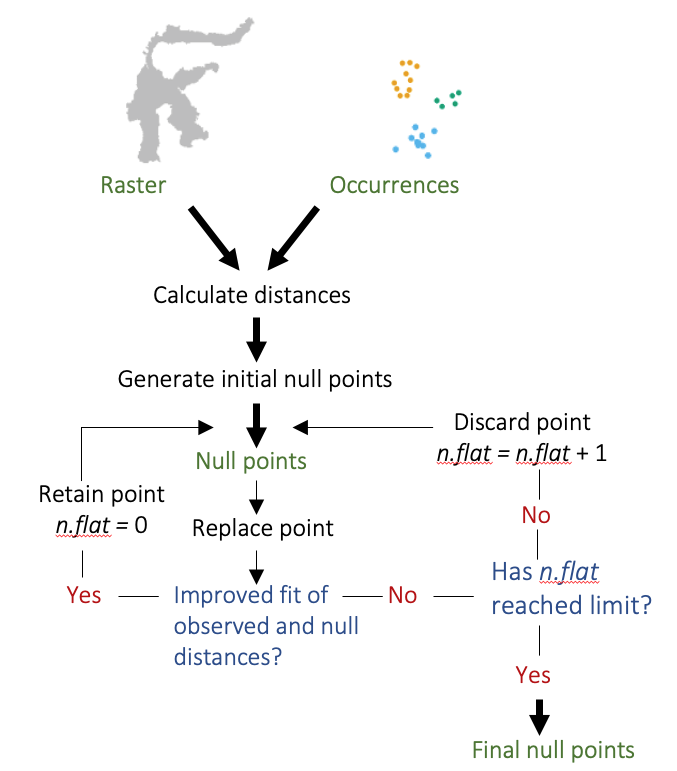 Raster
Occurrences
Calculate distances
Generate initial null points
Discard point
n.flat = n.flat + 1
Null points
Retain point
n.flat = 0
Replace point
No
Has n.flat
reached limit?
Yes
Improved fit of
observed and null
distances?
No
Yes
Final null points